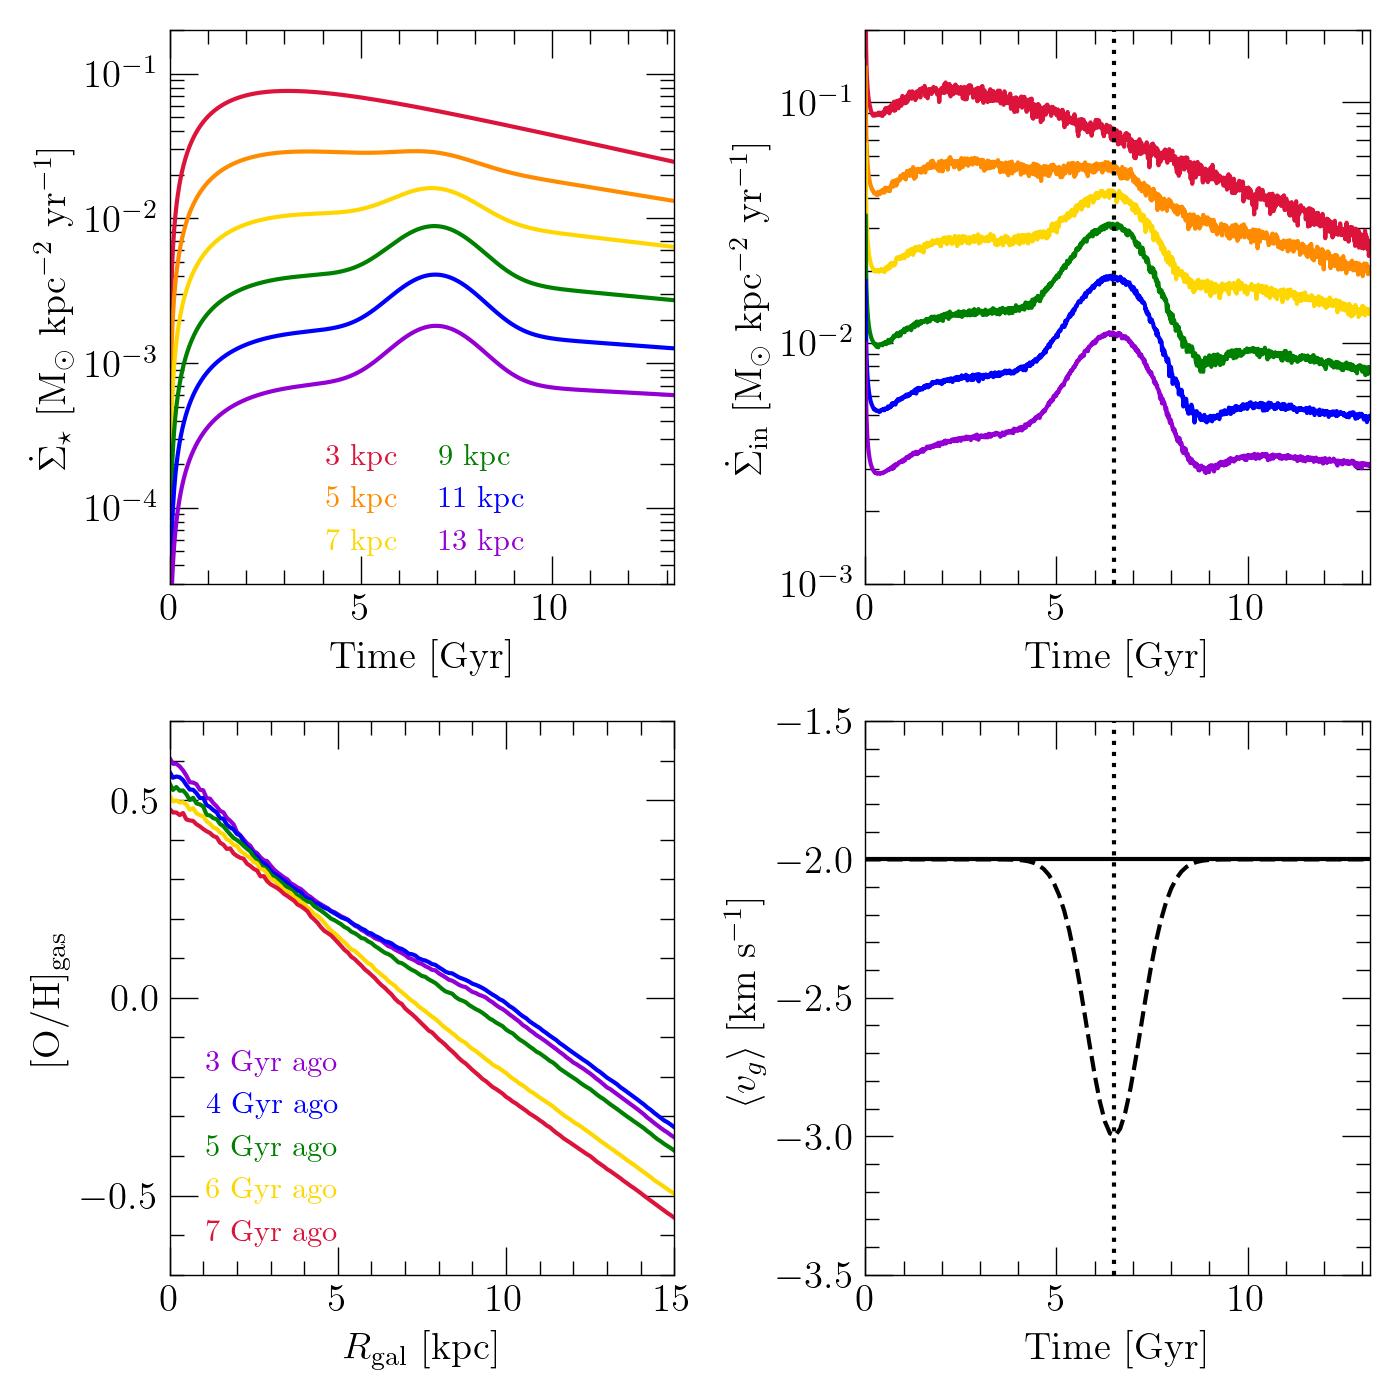 10⁻¹
10⁻²
10⁻³
10⁻⁴
Σ̇⋆ [M⊙ kpc⁻² yr⁻¹]
3 kpc 9 kpc
5 kpc 11 kpc
7 kpc 13 kpc
0 5 10
Time [Gyr]
10⁻¹
10⁻²
10⁻³
Σ̇in [M⊙ kpc⁻² yr⁻¹]
0 5 10
Time [Gyr]
0.5
0.0
−0.5
[O/H]gas
3 Gyr ago
4 Gyr ago
5 Gyr ago
6 Gyr ago
7 Gyr ago
0 5 10 15
Rgal [kpc]
−1.5
−2.0
−2.5
−3.0
−3.5
⟨vg⟩ [km s⁻¹]
0 5 10
Time [Gyr]